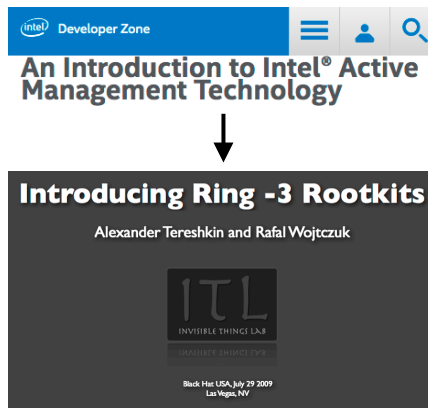 intel Developer Zone
An Introduction to Intel® Active
Management Technology
Introducing Ring -3 Rootkits
Alexander Tereshkin and Rafal Wojtczuk
ITL
INVISIBLE THINGS LAB
Black Hat USA, July 29 2009
Las Vegas, NV